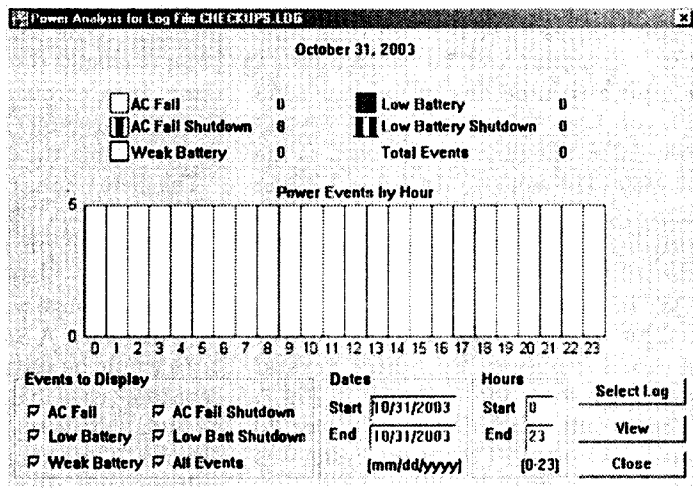 Power Analysis for Log File CHECKUPS.LOG
October 31, 2003
AC Fail 0 Low Battery 0
AC Fail Shutdown 0 Low Battery Shutdown 0
Weak Battery 0 Total Events 0
Power Events by Hour
5
0
0 1 2 3 4 5 6 7 8 9 10 11 12 13 14 15 16 17 18 19 20 21 22 23
Events to Display
AC Fail AC Fail Shutdown
Low Battery Low Batt Shutdown
Weak Battery All Events
Dates
Start 10/31/2003
End 10/31/2003
(mm/dd/yyyy)
Hours
Start 0
End 23
(0-23)
Select Log
View
Close